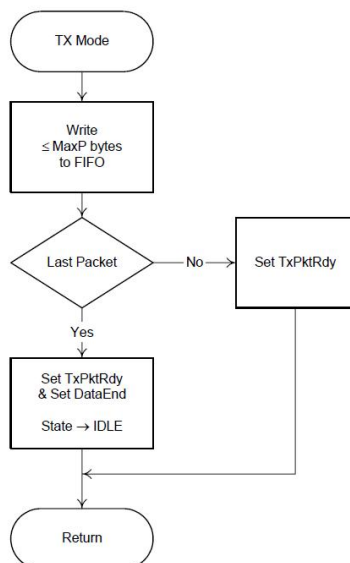 TX Mode
Write
≤ MaxP bytes
to FIFO
Last Packet
No
Set TxPktRdy
Yes
Set TxPktRdy
& Set DataEnd
State → IDLE
Return